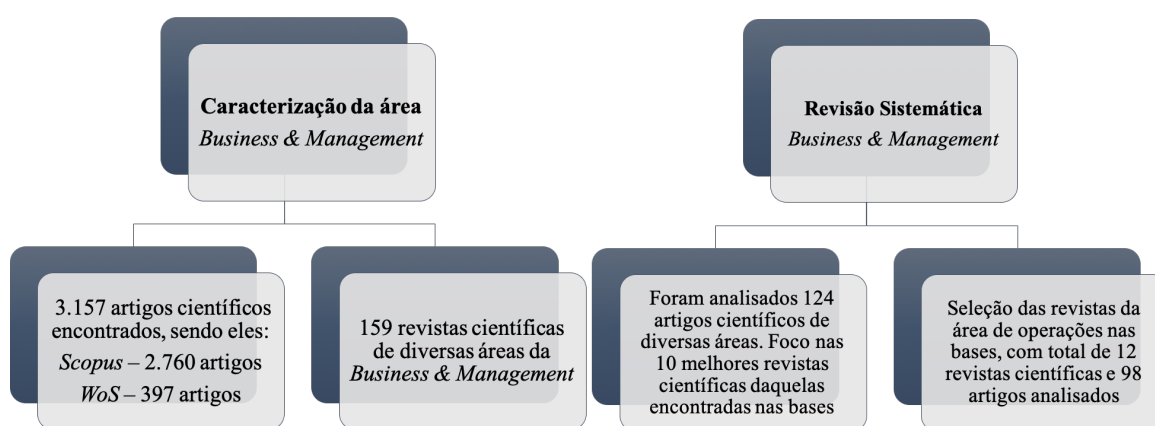 Caracterização da área
Business & Management
Revisão Sistemática
Business & Management
3.157 artigos científicos
encontrados, sendo eles:
Scopus – 2.760 artigos
WoS – 397 artigos
159 revistas científicas
de diversas áreas da
Business & Management
Foram analisados 124
artigos científicos de
diversas áreas. Foco nas
10 melhores revistas
científicas daquelas
encontradas nas bases
Seleção das revistas da
área de operações nas
bases, com total de 12
revistas científicas e 98
artigos analisados